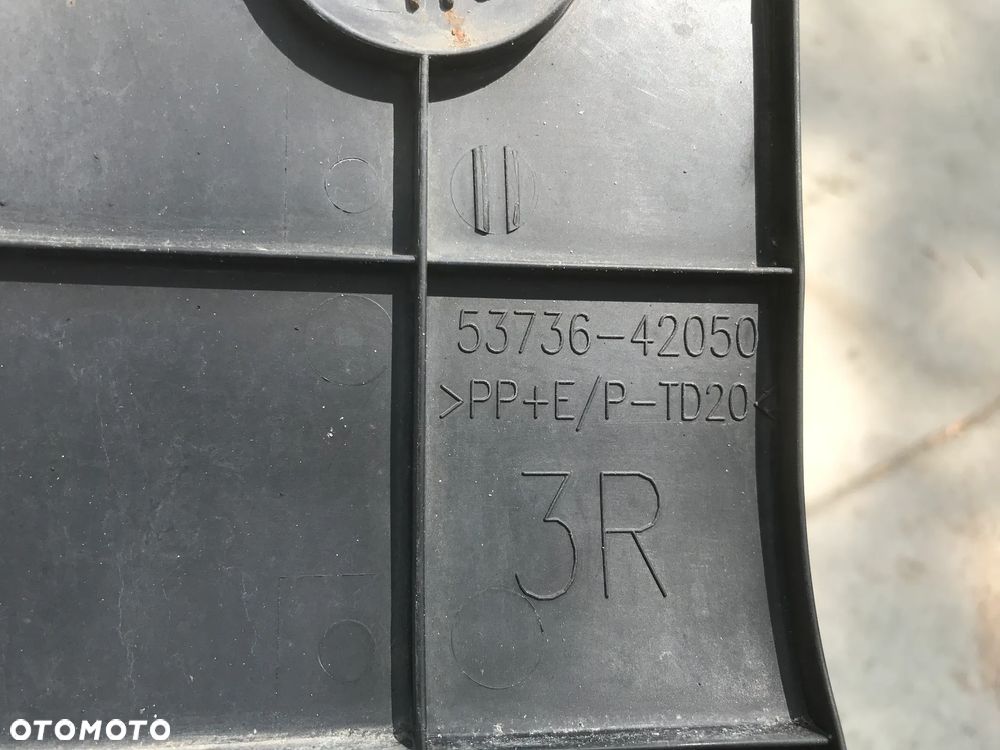 53736-42050
>PP+E/P-TD20<
3R
OTOMOTO